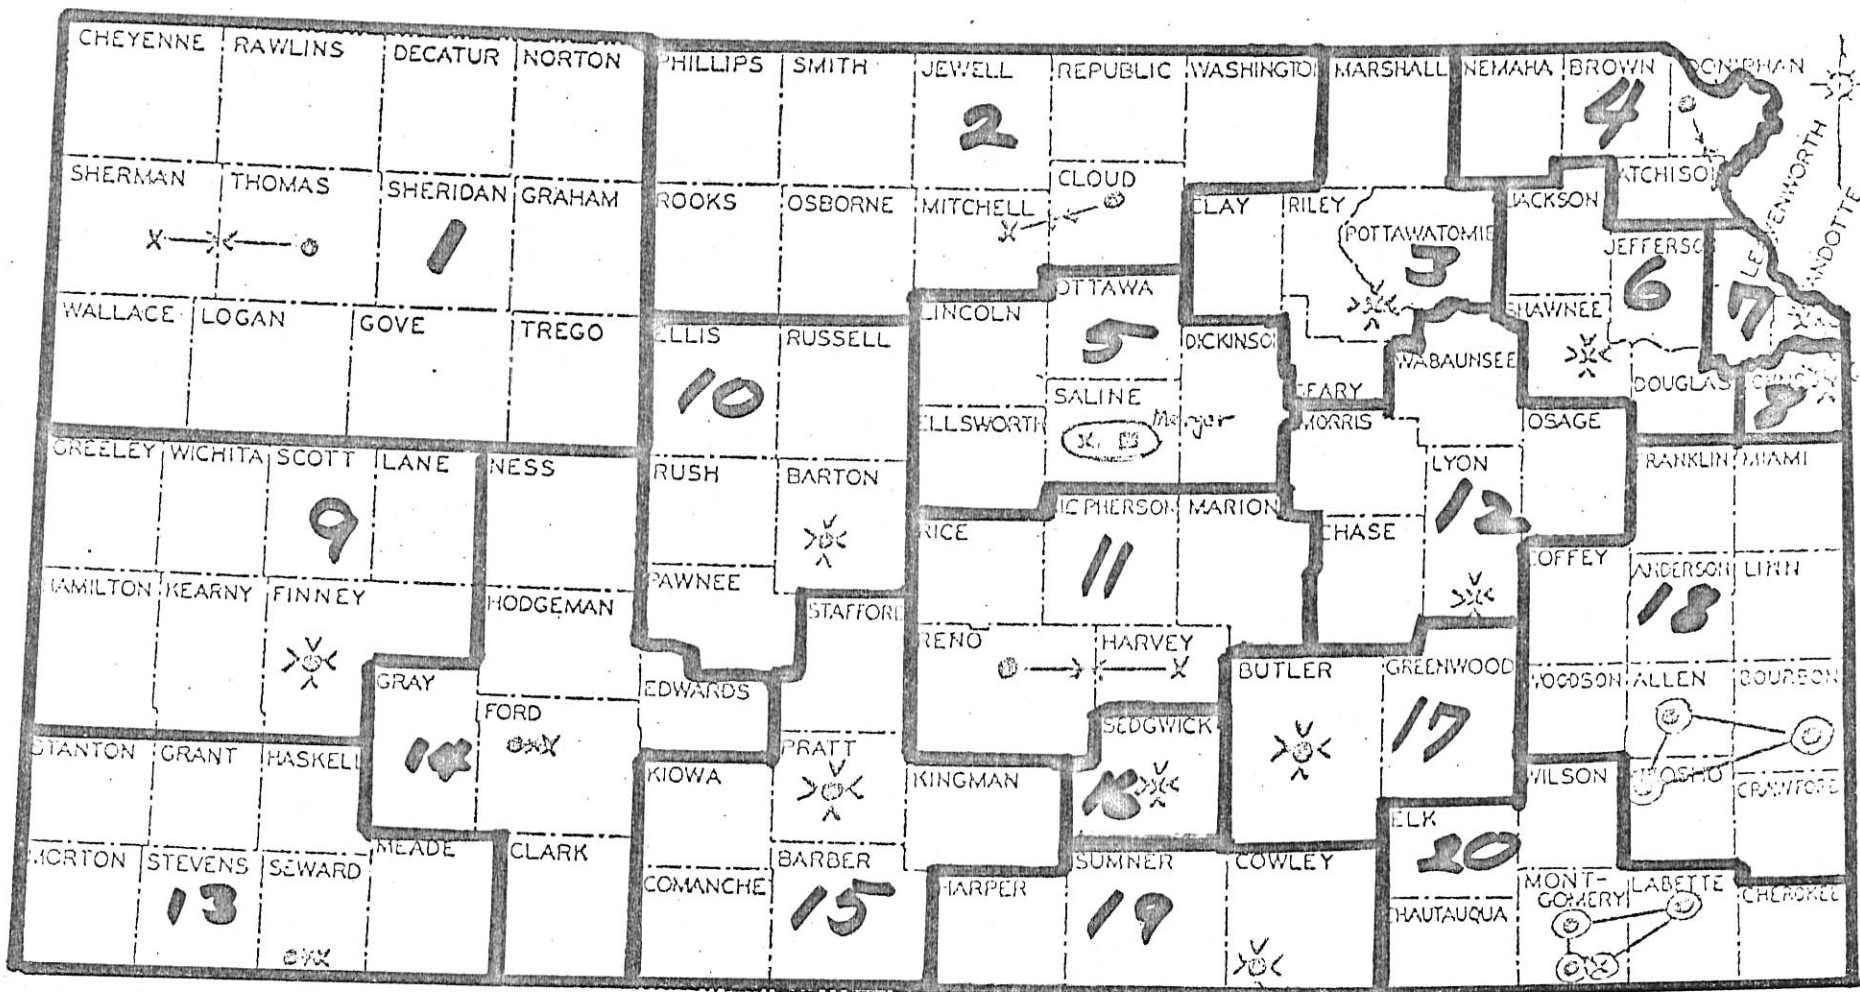 CHEYENNE RAWLINS DECATUR NORTON PHILLIPS SMITH JEWELL REPUBLIC WASHINGTON MARSHALL NEMAHA BROWN DONIPHAN
2 4
SHERMAN THOMAS SHERIDAN GRAHAM ROOKS OSBORNE MITCHELL CLOUD CLAY RILEY POTTAWATOMIE JACKSON ATCHISON
1 3 JEFFERSO LEAVENWORTH
WYANDOTTE
6 7
WALLACE LOGAN GOVE TREGO ELLIS RUSSELL LINCOLN OTTAWA DICKINSO GEARY WABAUNSEE SHAWNEE DOUGLAS
10 5 8
SALINE
Merger
ELLSWORTH MORRIS OSAGE
GREELEY WICHITA SCOTT LANE NESS RUSH BARTON RICE MCPHERSON MARION CHASE LYON FRANKLIN MIAMI
9 11 12
HAMILTON KEARNY FINNEY HODGEMAN PAWNEE STAFFORD COFFEY ANDERSON LINN
18
RENO HARVEY BUTLER GREENWOOD WOODSON ALLEN BOURBON
GRAY FORD EDWARDS SEDGWICK
14 17
STANTON GRANT HASKELL KIOWA PRATT KINGMAN 16 WILSON NEOSHO CRAWFORD
ELK
20
MORTON STEVENS SEWARD MEADE CLARK COMANCHE BARBER HARPER SUMNER COWLEY CHAUTAUQUA
13 15 19
MONT-
GOMERY LABETTE CHEROKEE